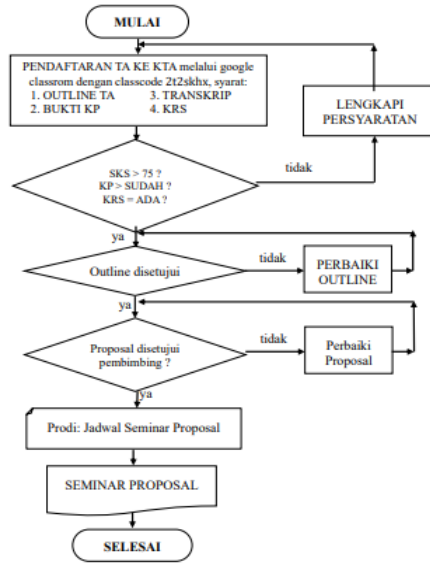 MULAI
PENDAFTARAN TA KE KTA melalui google
classrom dengan classcode 2t2skhx, syarat:
1. OUTLINE TA 3. TRANSKRIP
2. BUKTI KP 4. KRS
LENGKAPI
PERSYARATAN
SKS > 75 ?
KP > SUDAH ?
KRS = ADA ?
tidak
ya
Outline disetujui
tidak
PERBAIKI
OUTLINE
ya
Proposal disetujui
pembimbing ?
tidak
Perbaiki
Proposal
ya
Prodi: Jadwal Seminar Proposal
SEMINAR PROPOSAL
SELESAI